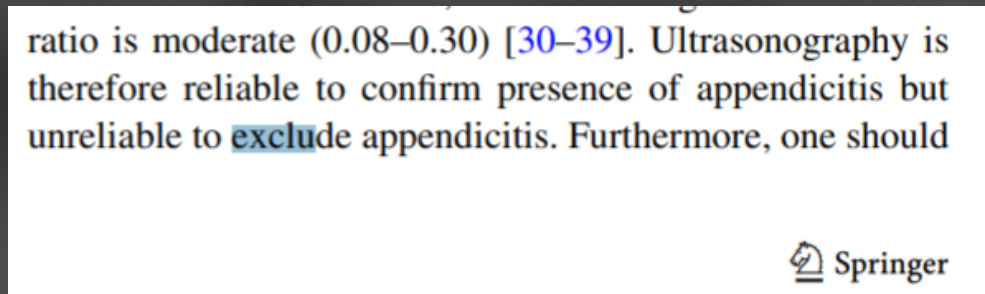 ratio is moderate (0.08–0.30) [30–39]. Ultrasonography is
therefore reliable to confirm presence of appendicitis but
unreliable to exclude appendicitis. Furthermore, one should
Springer